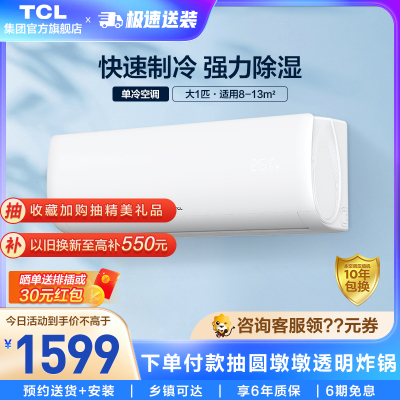 TCL × 极速送装
集团官方旗舰店
快速制冷 强力除湿
单冷空调 大1匹·适用8-13m²
抽 收藏加购抽精美礼品
补 以旧换新至高补550元
晒单送排插或
30元红包
10年
包换
今日活动到手价不高于
咨询客服领??元券
¥1599
下单付款抽圆墩墩透明炸锅
预约送货+安装 | 乡镇可达 | 享6年质保 | 6期免息